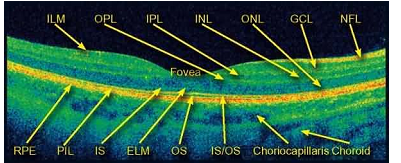 ILM OPL IPL INL ONL GCL NFL
Fovea
RPE PIL IS ELM OS IS/OS Choriocapillaris Choroid